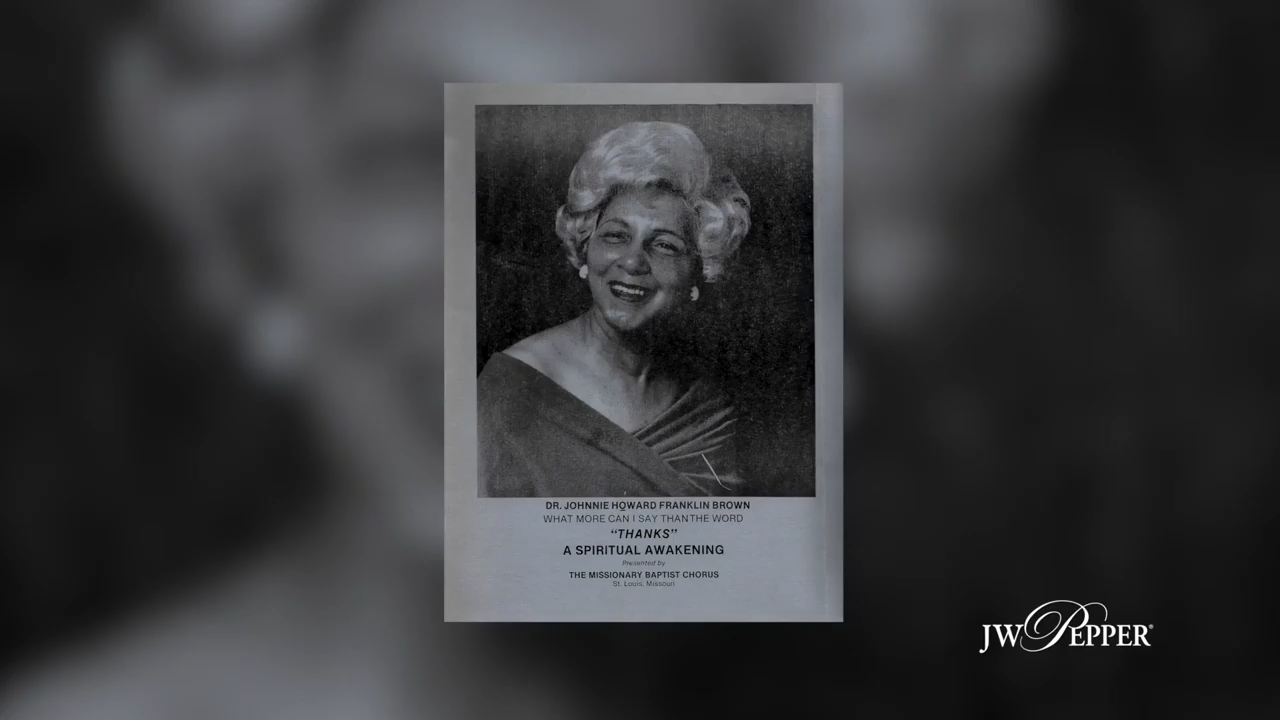 DR. JOHNNIE HOWARD FRANKLIN BROWN
WHAT MORE CAN I SAY THAN THE WORD
"THANKS"
A SPIRITUAL AWAKENING
Presented by
THE MISSIONARY BAPTIST CHORUS
St. Louis, Missouri
JW PEPPER®